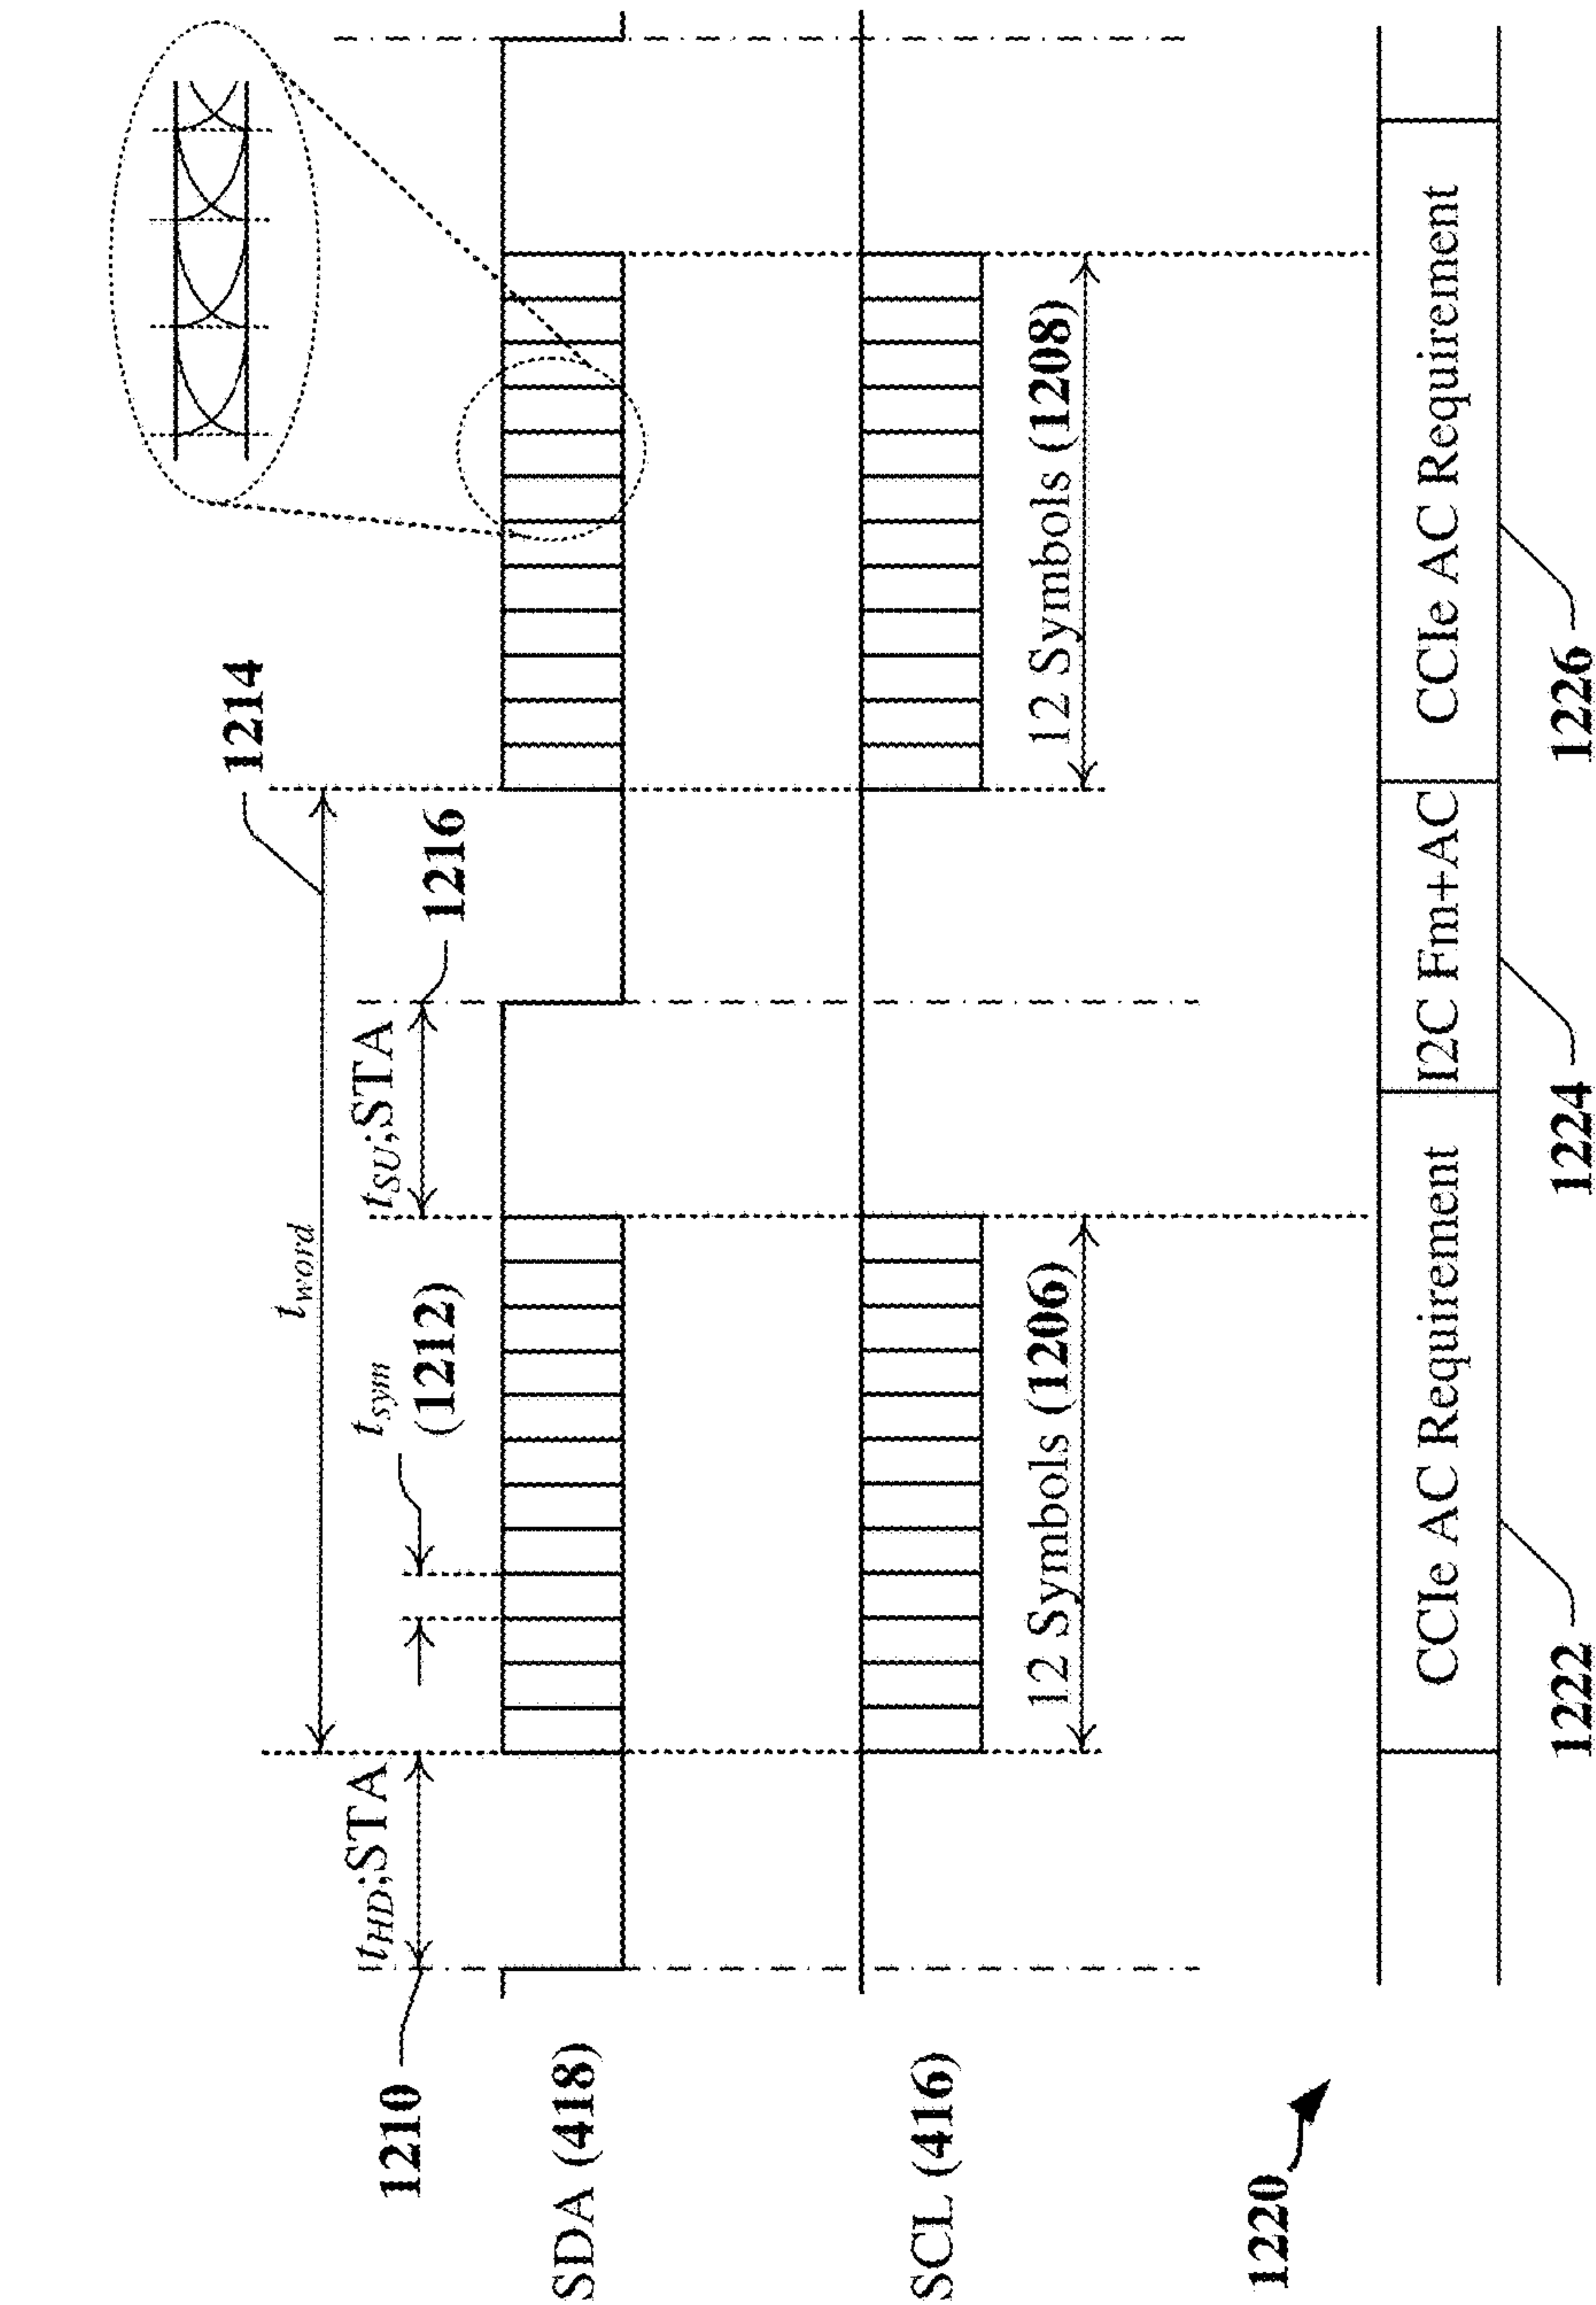 1214
t_word
1210
t_HD;STA
t_sym
(1212)
t_SU;STA
1216
SDA (418)
SCL (416)
12 Symbols (1206)
12 Symbols (1208)
1220
CCIe AC Requirement
I2C Fm+AC
CCIe AC Requirement
1222
1224
1226